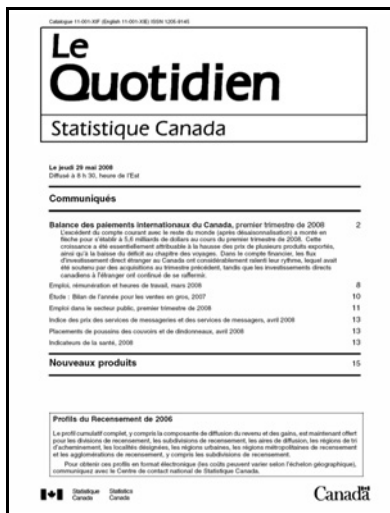 Catalogue 11-001-XIF (English 11-001-XIE) ISSN 1205-9145
Le
Quotidien
Statistique Canada
Le jeudi 29 mai 2008
Diffusé à 8 h 30, heure de l'Est
Communiqués
Balance des paiements internationaux du Canada, premier trimestre de 2008 2
L'excédent du compte courant avec le reste du monde (après désaisonnalisation) a monté en
flèche pour s'établir à 5,6 milliards de dollars au cours du premier trimestre de 2008. Cette
croissance a été essentiellement attribuable à la hausse des prix de plusieurs produits exportés,
ainsi qu'à la baisse du déficit au chapitre des voyages. Dans le compte financier, les flux
d'investissement direct étranger au Canada ont considérablement ralenti leur rythme, lequel avait
été soutenu par des acquisitions au trimestre précédent, tandis que les investissements directs
canadiens à l'étranger ont continué de se raffermir.
Emploi, rémunération et heures de travail, mars 2008 8
Étude : Bilan de l'année pour les ventes en gros, 2007 10
Emploi dans le secteur public, premier trimestre de 2008 11
Indice des prix des services de messageries et des services de messagers, avril 2008 13
Placements de poussins des couvoirs et de dindonneaux, avril 2008 13
Indicateurs de la santé, 2008 13
Nouveaux produits 15
Profils du Recensement de 2006
Le profil cumulatif complet, y compris la composante de diffusion du revenu et des gains, est maintenant offert
pour les divisions de recensement, les subdivisions de recensement, les aires de diffusion, les régions de tri
d'acheminement, les localités désignées, les régions urbaines, les régions métropolitaines de recensement
et les agglomérations de recensement, y compris les subdivisions de recensement.
Pour obtenir ces profils en format électronique (les coûts peuvent varier selon l'échelon géographique),
communiquez avec le Centre de contact national de Statistique Canada.
Statistique Canada
Statistics Canada
Canada